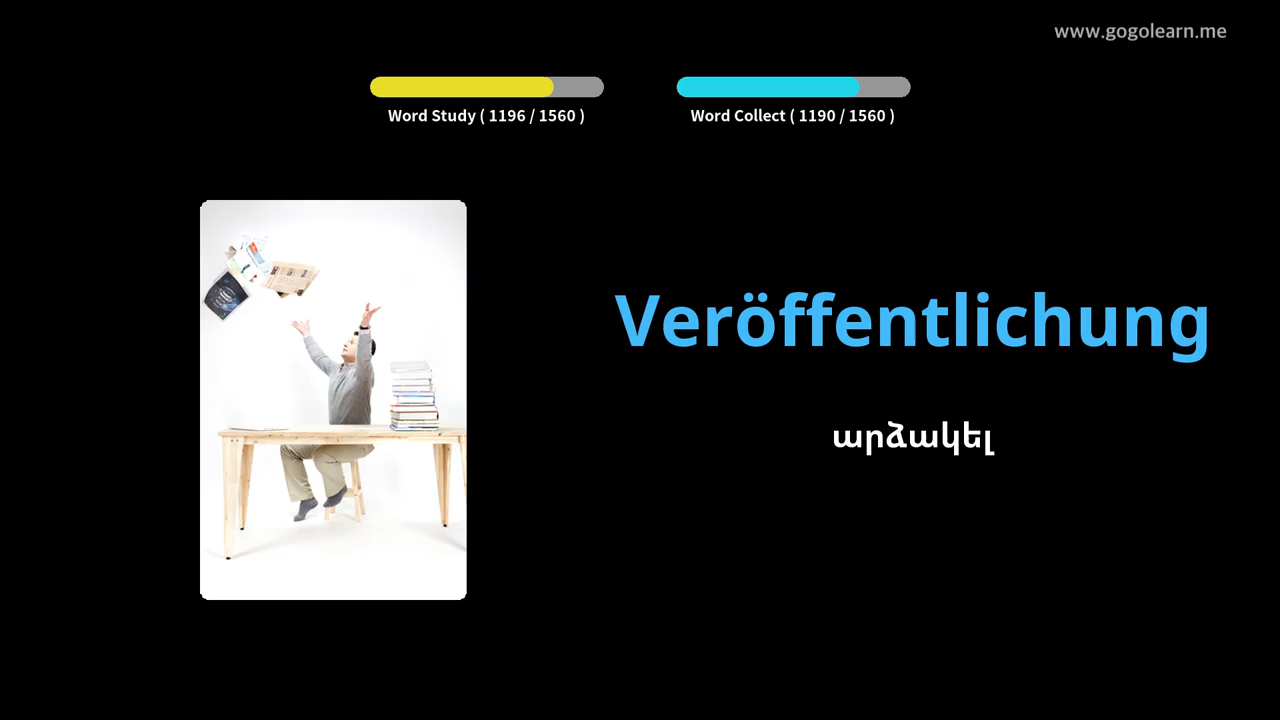 www.gogolearn.me
Word Study ( 1196 / 1560 )
Word Collect ( 1190 / 1560 )
Veröffentlichung
արձակել